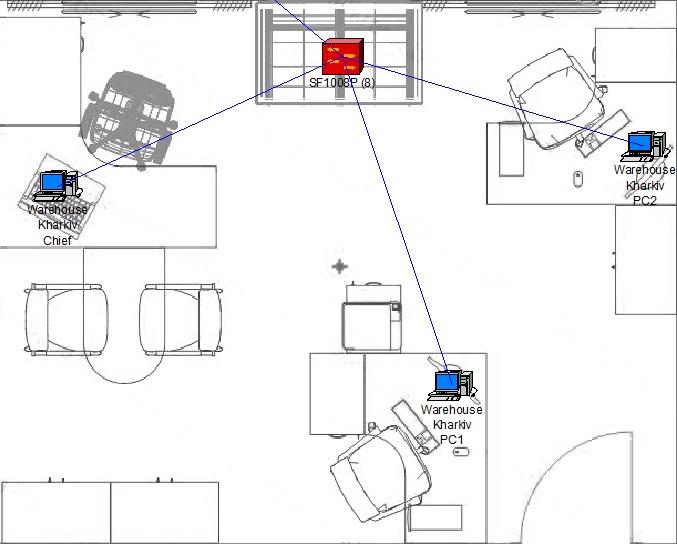 SF1008P (8)
Warehouse
Kharkiv
PC2
Warehouse
Kharkiv
Chief
Warehouse
Kharkiv
PC1